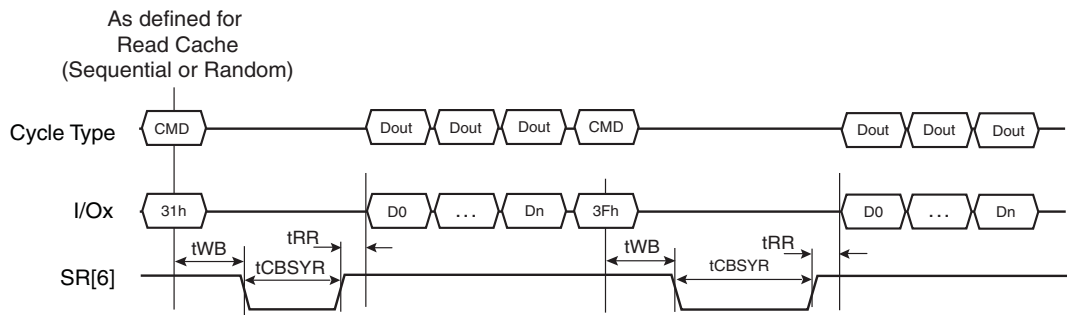 As defined for
Read Cache
(Sequential or Random)
Cycle Type
CMD
Dout
Dout
Dout
CMD
Dout
Dout
Dout
I/Ox
31h
D0
...
Dn
3Fh
D0
...
Dn
tWB
tRR
tWB
tRR
SR[6]
tCBSYR
tCBSYR